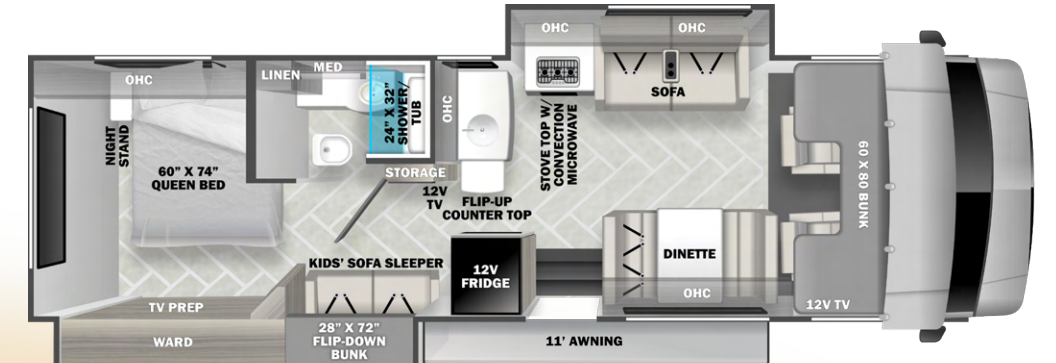 OHC
NIGHT
STAND
60” X 74”
QUEEN BED
LINEN
MED
24" X 32"
SHOWER/
TUB
OHC
STORAGE
12V
TV
FLIP-UP
COUNTER TOP
OHC
STOVE TOP W/
CONVECTION
MICROWAVE
OHC
SOFA
60 X 80 BUNK
KIDS’ SOFA SLEEPER
12V
FRIDGE
DINETTE
OHC
12V TV
TV PREP
WARD
28” X 72”
FLIP-DOWN
BUNK
11’ AWNING